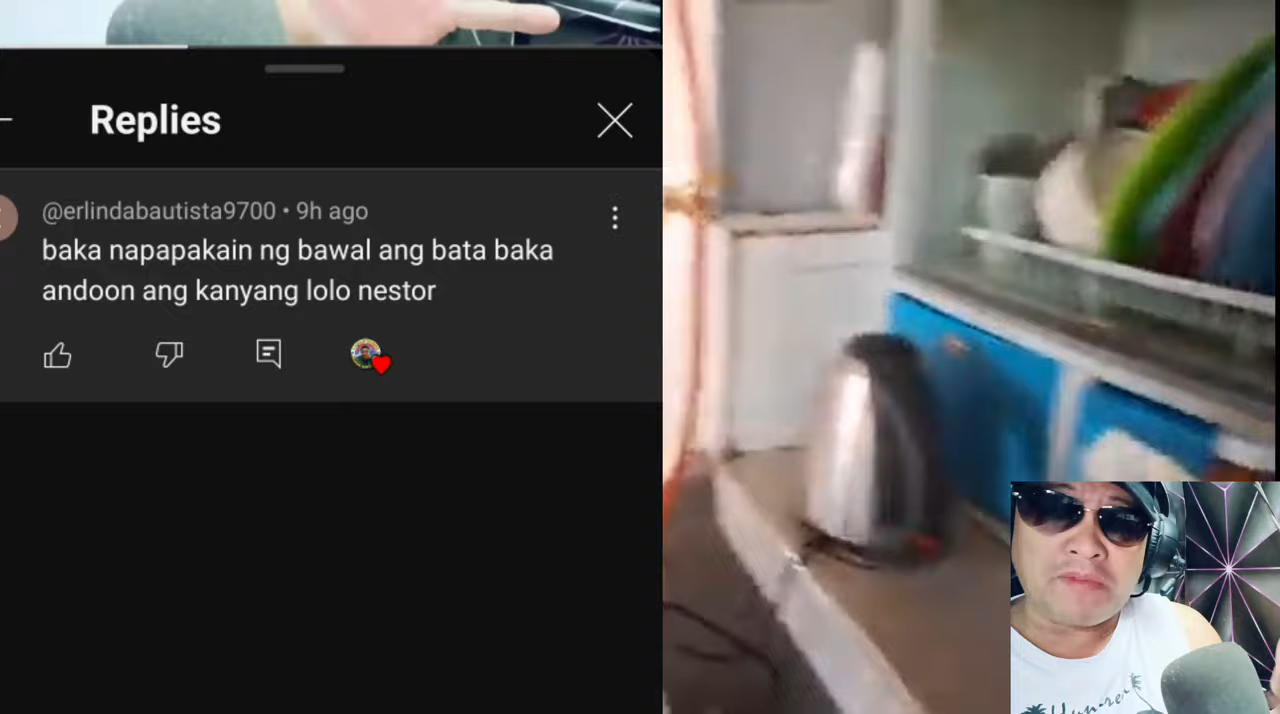 Replies
@erlindabautista9700 • 9h ago
baka napapakain ng bawal ang bata baka
andoon ang kanyang lolo nestor